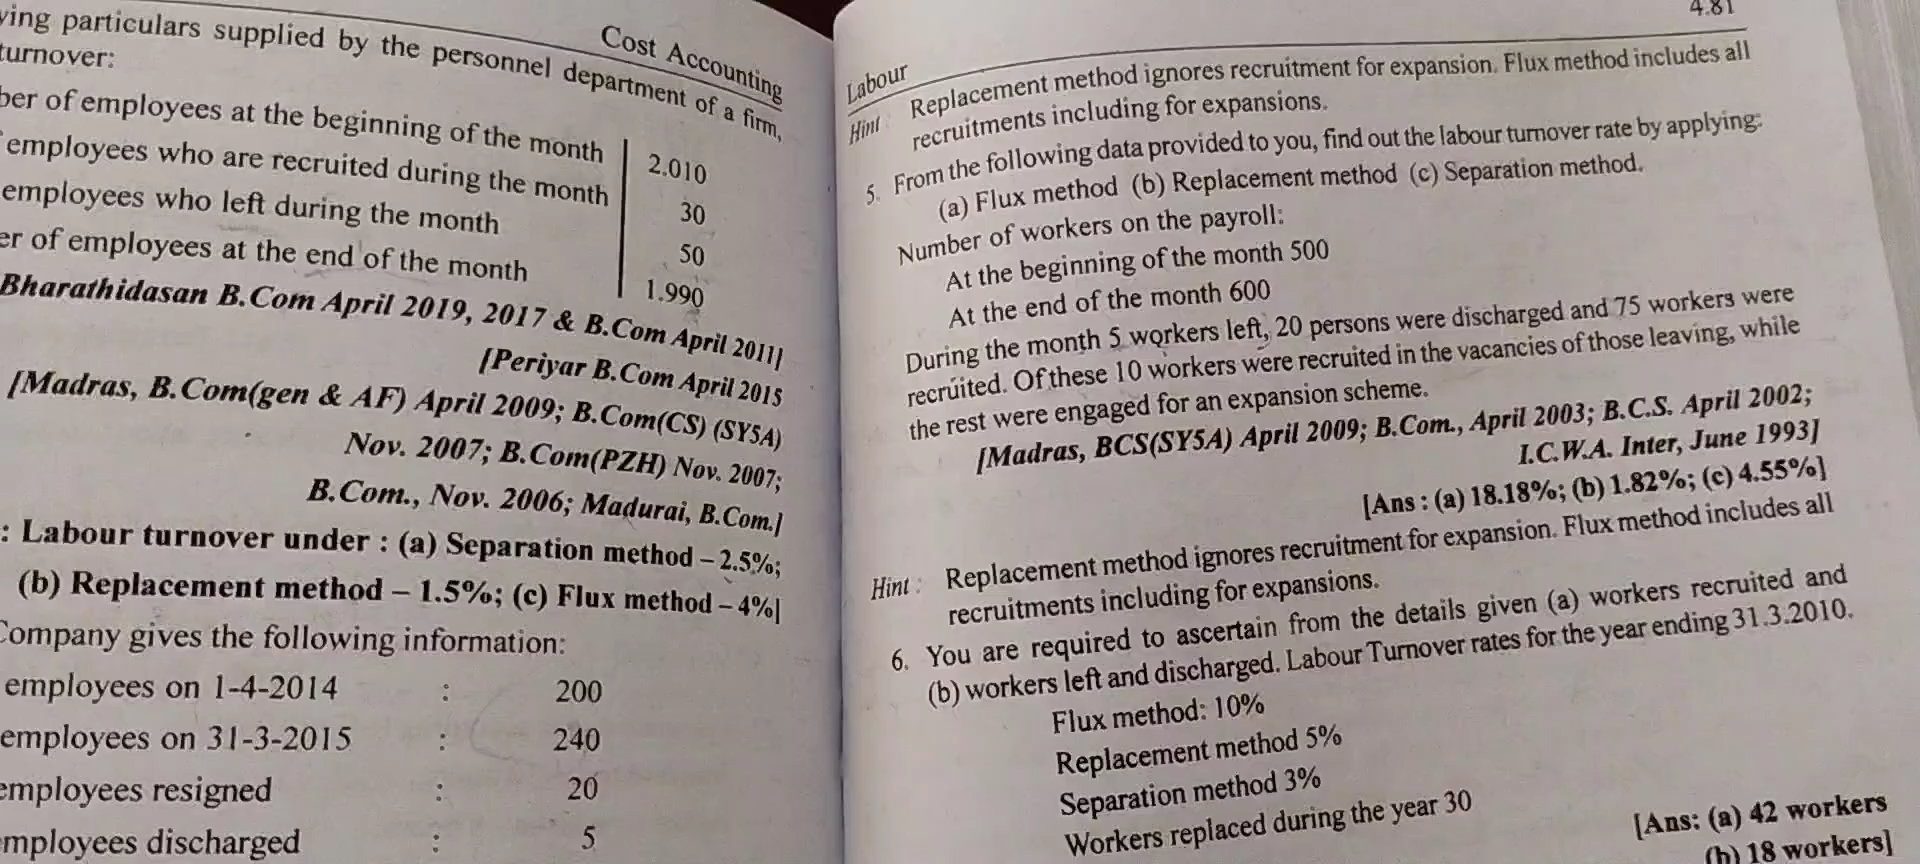 Cost Accounting
ving particulars supplied by the personnel department of a firm,
turnover:
ber of employees at the beginning of the month 2.010
employees who are recruited during the month 30
employees who left during the month 50
er of employees at the end of the month 1.990
Bharathidasan B.Com April 2019, 2017 & B.Com April 2011]
[Periyar B.Com April 2015
[Madras, B.Com(gen & AF) April 2009; B.Com(CS) (SY5A)
Nov. 2007; B.Com(PZH) Nov. 2007;
B.Com., Nov. 2006; Madurai, B.Com.]
: Labour turnover under : (a) Separation method – 2.5%;
(b) Replacement method – 1.5%; (c) Flux method – 4%]
Company gives the following information:
employees on 1-4-2014 : 200
employees on 31-3-2015 : 240
employees resigned : 20
employees discharged : 5
4.81
Labour
Hint Replacement method ignores recruitment for expansion. Flux method includes all
recruitments including for expansions.
5. From the following data provided to you, find out the labour turnover rate by applying:
(a) Flux method (b) Replacement method (c) Separation method.
Number of workers on the payroll:
At the beginning of the month 500
At the end of the month 600
During the month 5 workers left, 20 persons were discharged and 75 workers were
recruited. Of these 10 workers were recruited in the vacancies of those leaving, while
the rest were engaged for an expansion scheme.
[Madras, BCS(SY5A) April 2009; B.Com., April 2003; B.C.S. April 2002;
I.C.W.A. Inter, June 1993]
[Ans : (a) 18.18%; (b) 1.82%; (c) 4.55%]
Hint : Replacement method ignores recruitment for expansion. Flux method includes all
recruitments including for expansions.
6. You are required to ascertain from the details given (a) workers recruited and
(b) workers left and discharged. Labour Turnover rates for the year ending 31.3.2010.
Flux method: 10%
Replacement method 5%
Separation method 3%
Workers replaced during the year 30
[Ans: (a) 42 workers
(b) 18 workers]